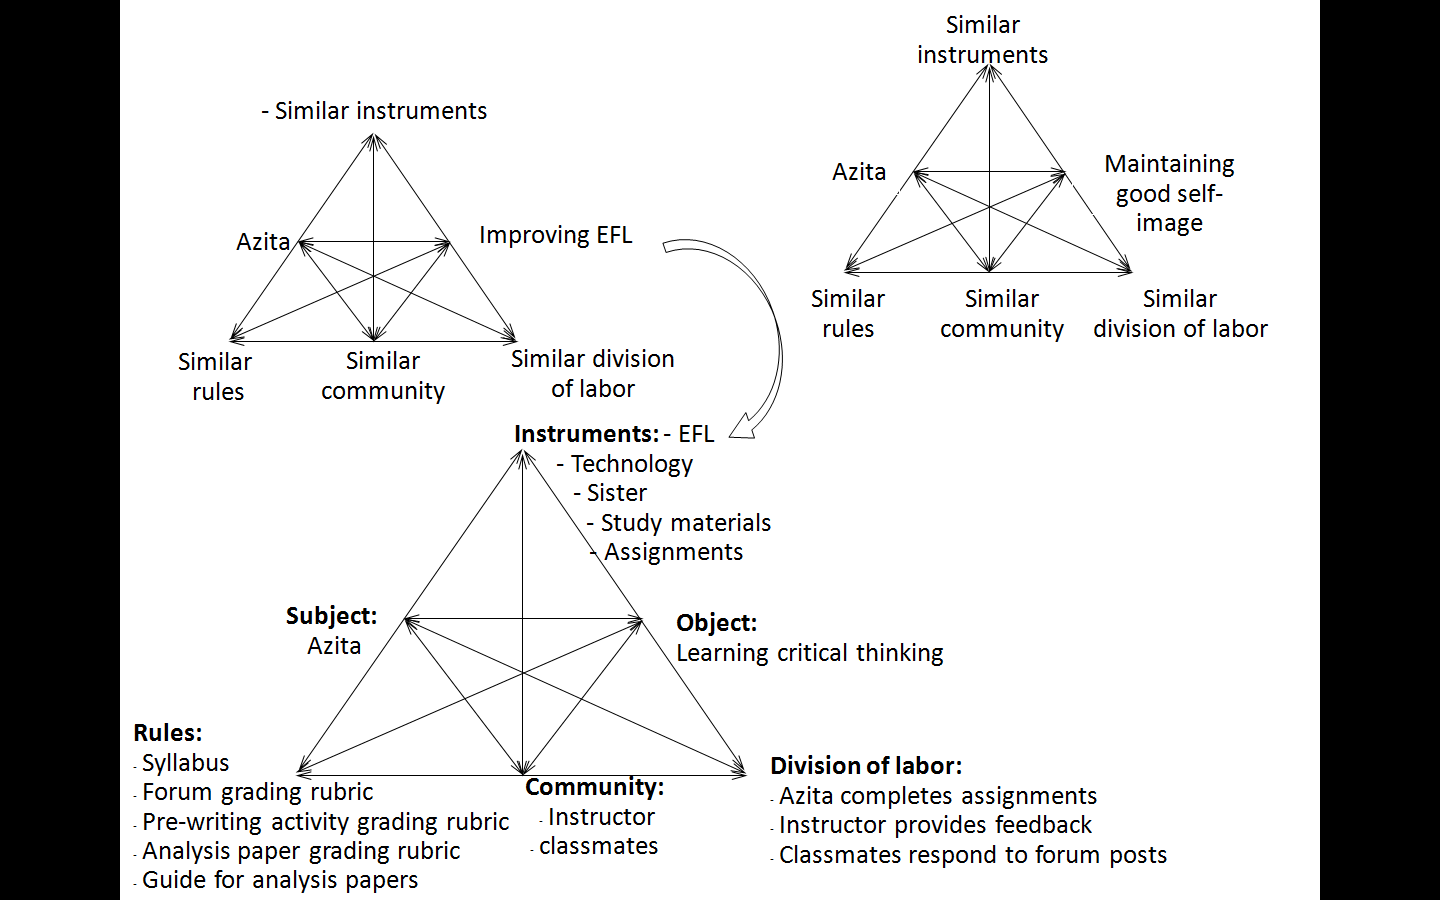 - Similar instruments
Azita
Improving EFL
Similar
rules
Similar
community
Similar division
of labor
Similar
instruments
Azita
Maintaining
good self-
image
Similar
rules
Similar
community
Similar
division of labor
Instruments: - EFL
- Technology
- Sister
- Study materials
- Assignments
Subject:
Azita
Object:
Learning critical thinking
Rules:
- Syllabus
- Forum grading rubric
- Pre-writing activity grading rubric
- Analysis paper grading rubric
- Guide for analysis papers
Community:
- Instructor
- classmates
Division of labor:
- Azita completes assignments
- Instructor provides feedback
- Classmates respond to forum posts